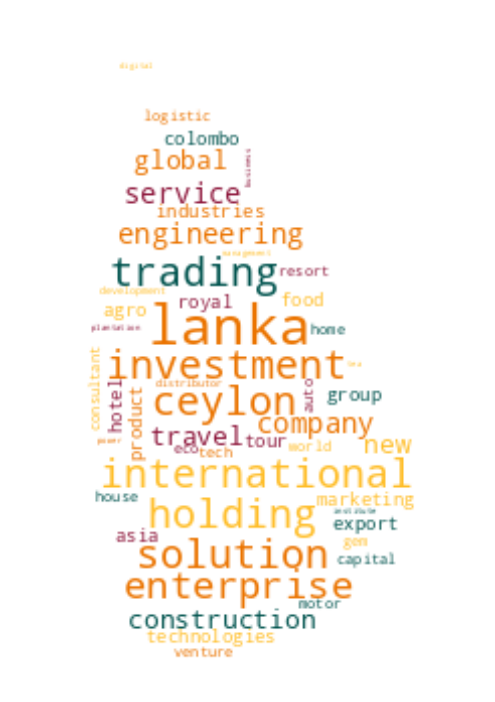 digital
logistic
colombo
global
business
service
industries
engineering
management
trading resort
development
royal food
agro
plantation
lanka home
investment
consultant
distributor
hotel
product
ceylon auto group
company
travel tour new
power
eco tech world
international
house
holding marketing
institute
export
asia gem
solution capital
enterprise
motor
construction
technologies
venture